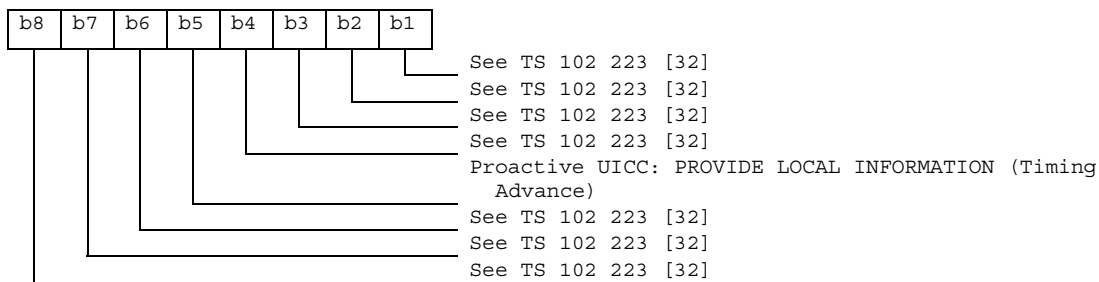 b8 b7 b6 b5 b4 b3 b2 b1
See TS 102 223 [32]
See TS 102 223 [32]
See TS 102 223 [32]
See TS 102 223 [32]
Proactive UICC: PROVIDE LOCAL INFORMATION (Timing
Advance)
See TS 102 223 [32]
See TS 102 223 [32]
See TS 102 223 [32]